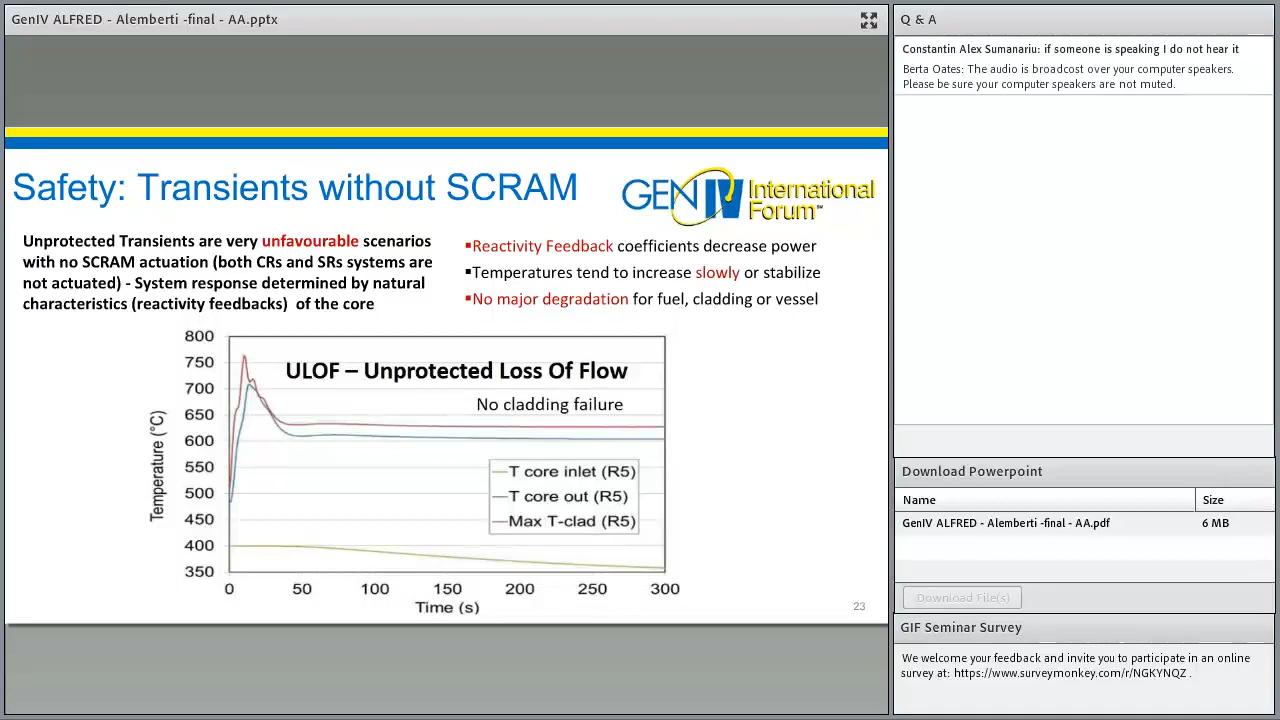 GenIV ALFRED - Alemberti -final - AA.pptx
Safety: Transients without SCRAM
GENIV International
Forum℠
Unprotected Transients are very unfavourable scenarios
with no SCRAM actuation (both CRs and SRs systems are
not actuated) - System response determined by natural
characteristics (reactivity feedbacks) of the core
▪Reactivity Feedback coefficients decrease power
▪Temperatures tend to increase slowly or stabilize
▪No major degradation for fuel, cladding or vessel
ULOF – Unprotected Loss Of Flow
No cladding failure
Temperature (°C)
800
750
700
650
600
550
500
450
400
350
T core inlet (R5)
T core out (R5)
Max T-clad (R5)
0 50 100 150 200 250 300
Time (s)
23
Q & A
Constantin Alex Sumanariu: if someone is speaking I do not hear it
Berta Oates: The audio is broadcast over your computer speakers.
Please be sure your computer speakers are not muted.
Download Powerpoint
Name Size
GenIV ALFRED - Alemberti -final - AA.pdf 6 MB
Download File(s)
GIF Seminar Survey
We welcome your feedback and invite you to participate in an online
survey at: https://www.surveymonkey.com/r/NGKYNQZ .